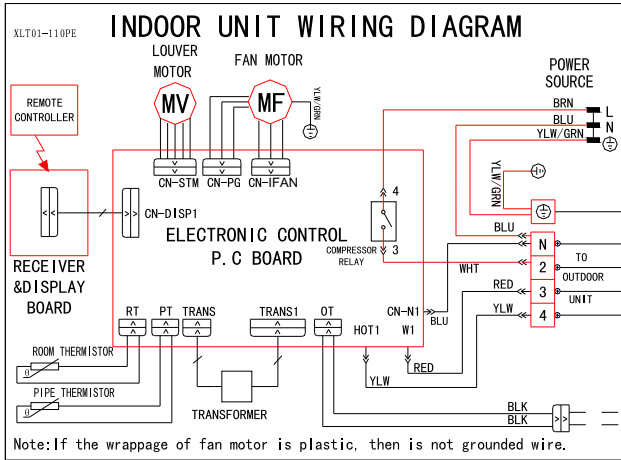 XLT01-110PE
INDOOR UNIT WIRING DIAGRAM
LOUVER
MOTOR
FAN MOTOR
POWER
SOURCE
REMOTE
CONTROLLER
MV
MF
YLW/GRN
BRN
L
BLU
N
YLW/GRN
CN-STM
CN-PG
CN-IFAN
YLW/GRN
4
CN-DISP1
ELECTRONIC CONTROL
P.C BOARD
COMPRESSOR
RELAY
3
BLU
N
WHT
2
TO
OUTDOOR
UNIT
RED
3
YLW
4
RECEIVER
&DISPLAY
BOARD
RT
PT
TRANS
TRANS1
OT
CN-N1
BLU
HOT1
W1
RED
YLW
ROOM THERMISTOR
θ
PIPE THERMISTOR
θ
TRANSFORMER
BLK
BLK
Note:If the wrappage of fan motor is plastic, then is not grounded wire.